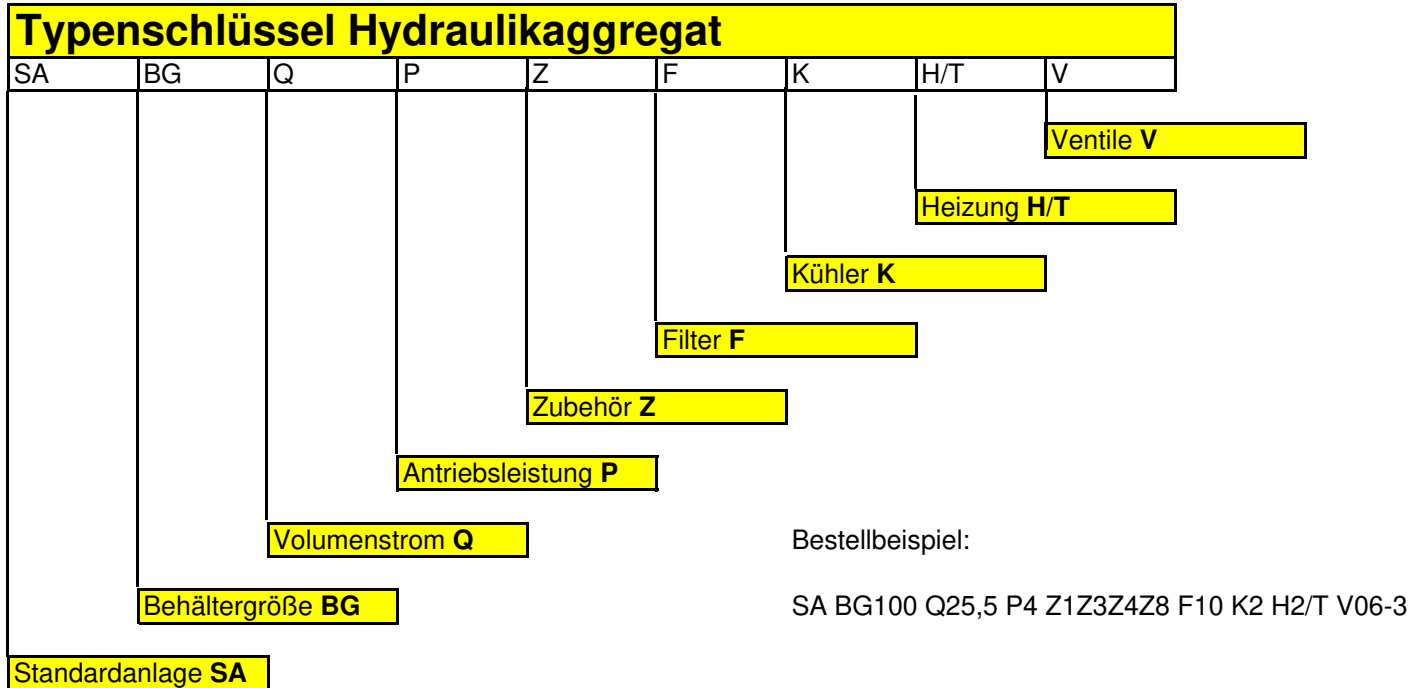 Typenschlüssel Hydraulikaggregat
SA BG Q P Z F K H/T V
Ventile V
Heizung H/T
Kühler K
Filter F
Zubehör Z
Antriebsleistung P
Volumenstrom Q
Bestellbeispiel:
Behältergröße BG
SA BG100 Q25,5 P4 Z1Z3Z4Z8 F10 K2 H2/T V06-3
Standardanlage SA